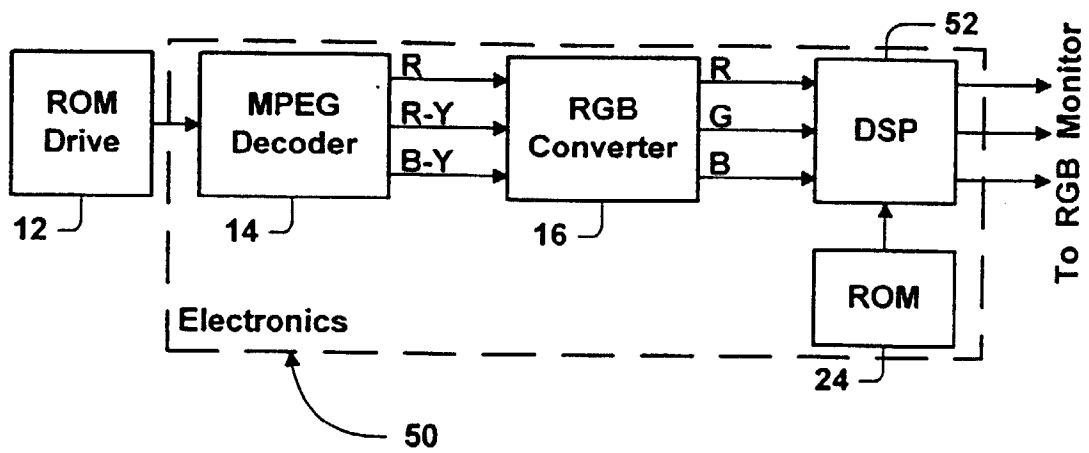 52
ROM
Drive
MPEG
Decoder
R
R-Y
B-Y
RGB
Converter
R
G
B
DSP
To RGB Monitor
12
14
16
ROM
24
Electronics
50